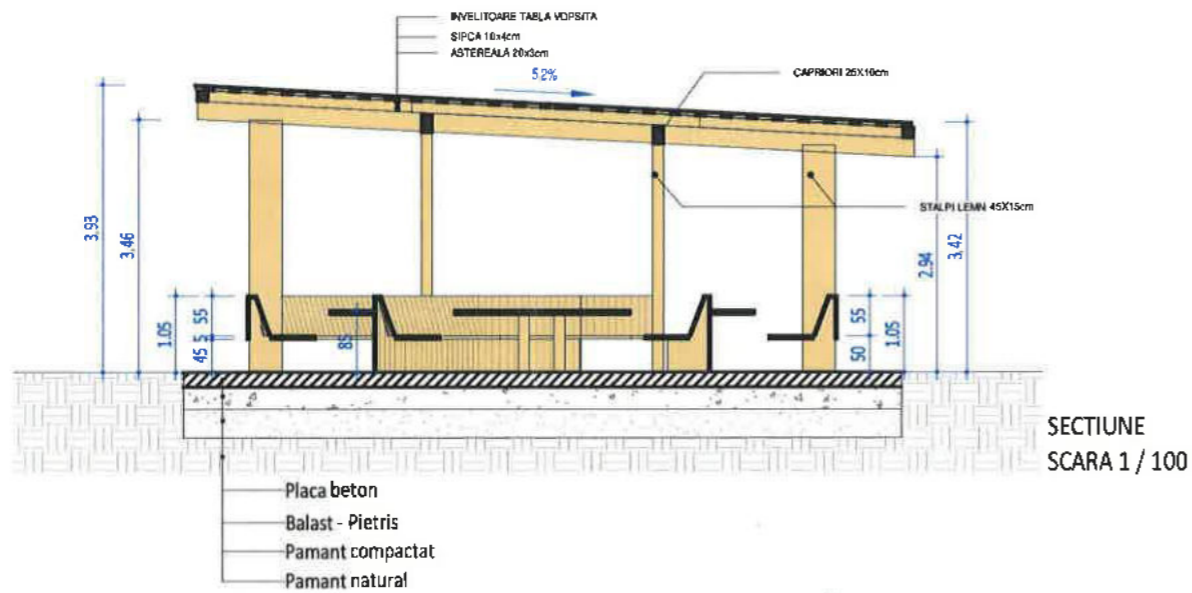 INVELITOARE TABLA VOPSITA
SIPCA 18x4cm
ASTEREALA 20x3cm
5,2%
CAPRIORI 25X10cm
STALPI LEMN 45X15cm
3,93
3,46
1.05
55
5
45
85
2.94
3,42
55
50
1.05
SECTIUNE
SCARA 1 / 100
Placa beton
Balast - Pietris
Pamant compactat
Pamant natural